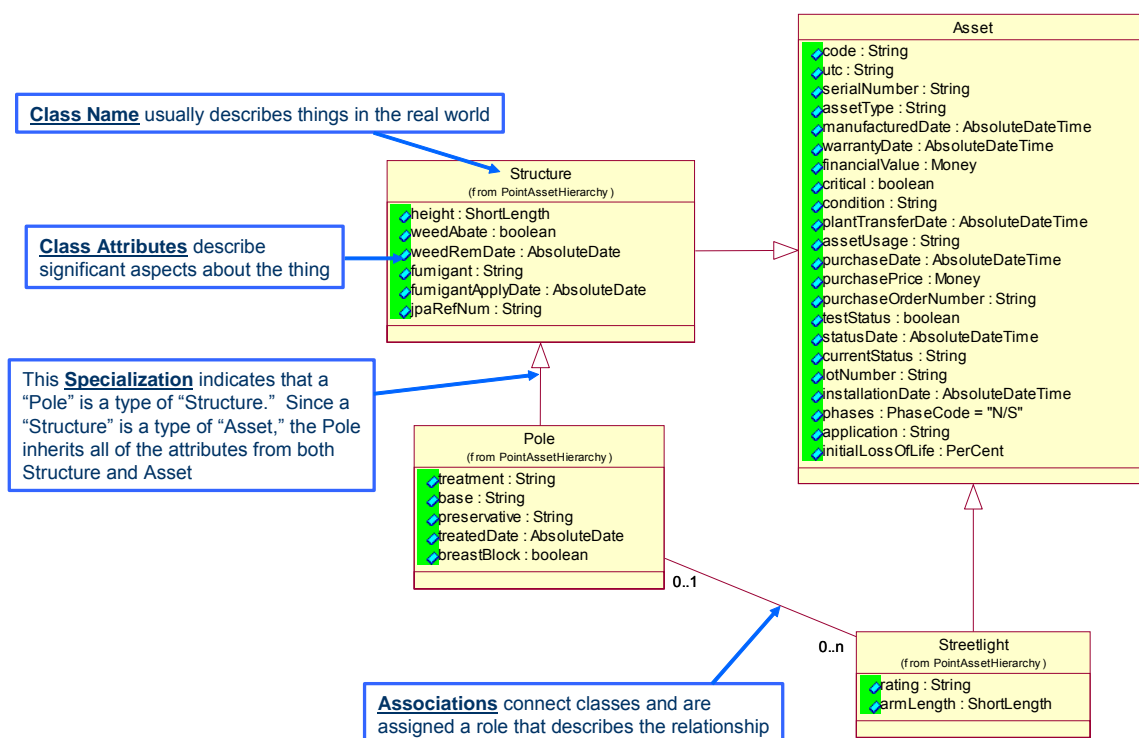 Asset
code : String
utc : String
serialNumber : String
assetType : String
manufacturedDate : AbsoluteDateTime
warrantyDate : AbsoluteDateTime
financialValue : Money
critical : boolean
condition : String
plantTransferDate : AbsoluteDateTime
assetUsage : String
purchaseDate : AbsoluteDateTime
purchasePrice : Money
purchaseOrderNumber : String
testStatus : boolean
statusDate : AbsoluteDateTime
currentStatus : String
lotNumber : String
installationDate : AbsoluteDateTime
phases : PhaseCode = "N/S"
application : String
initialLossOfLife : PerCent
Class Name usually describes things in the real world
Structure
(from PointAssetHierarchy)
height : ShortLength
weedAbate : boolean
weedRemDate : AbsoluteDate
fumigant : String
fumigantApplyDate : AbsoluteDate
jpaRefNum : String
Class Attributes describe
significant aspects about the thing
This Specialization indicates that a
“Pole” is a type of “Structure.” Since a
“Structure” is a type of “Asset,” the Pole
inherits all of the attributes from both
Structure and Asset
Pole
(from PointAssetHierarchy)
treatment : String
base : String
preservative : String
treatedDate : AbsoluteDate
breastBlock : boolean
0..1
0..n
Streetlight
(from PointAssetHierarchy)
rating : String
armLength : ShortLength
Associations connect classes and are
assigned a role that describes the relationship